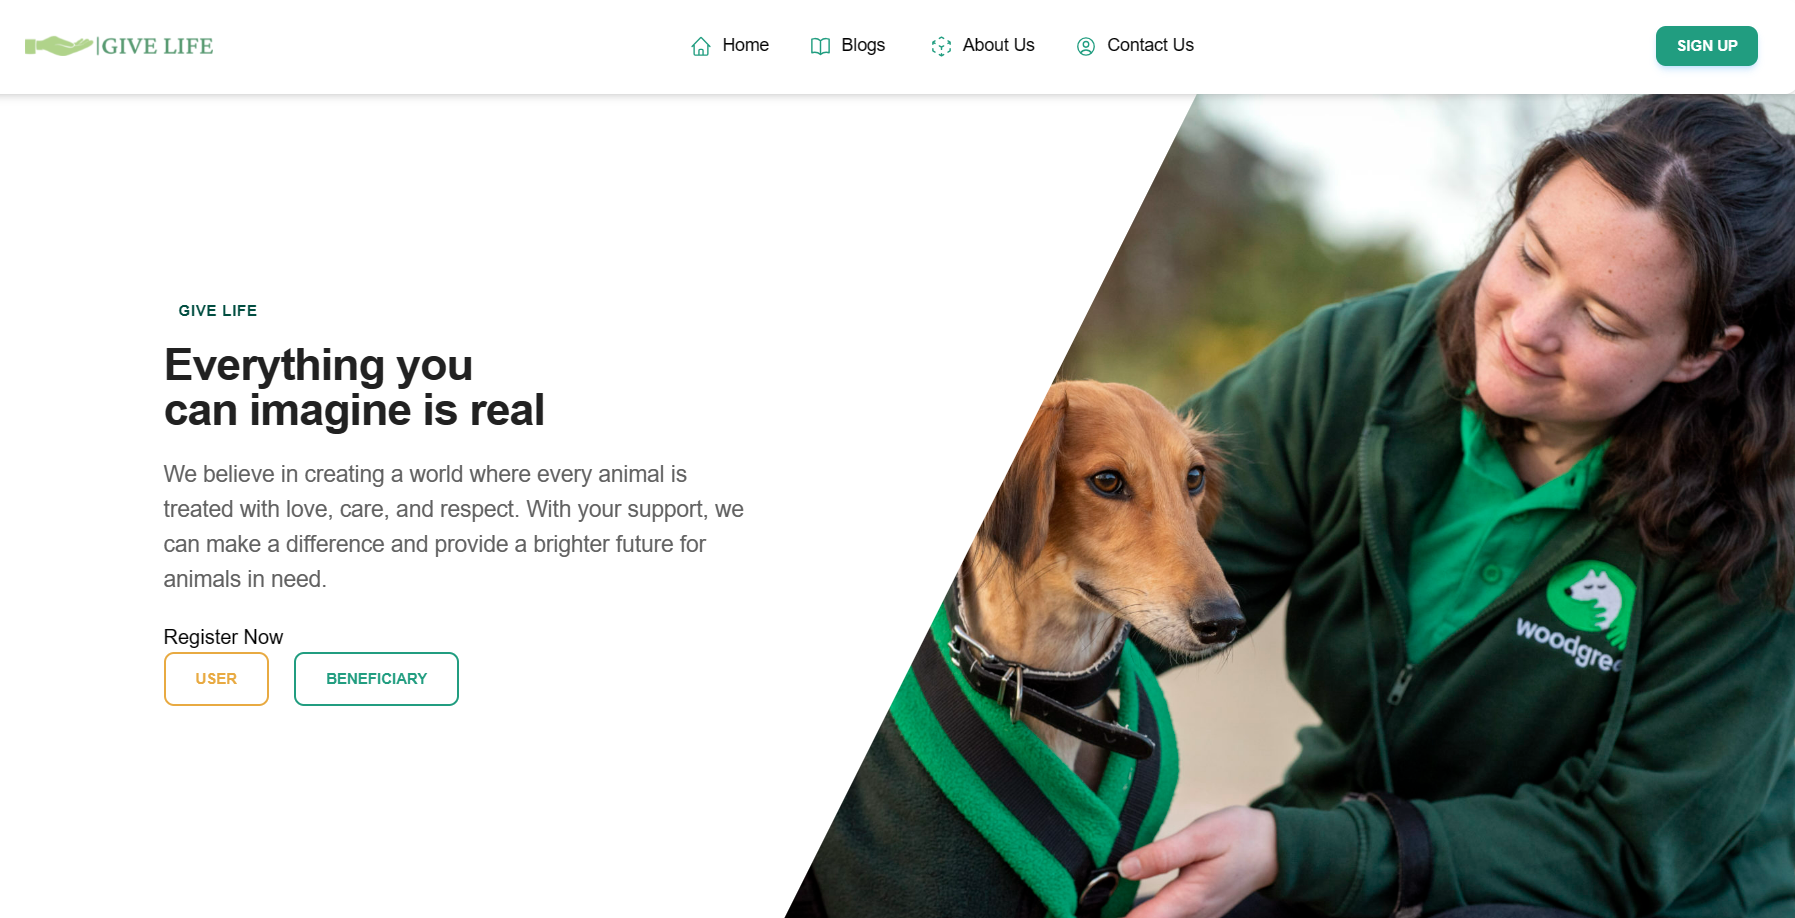 |GIVE LIFE
Home
Blogs
About Us
Contact Us
SIGN UP
GIVE LIFE
Everything you
can imagine is real
We believe in creating a world where every animal is
treated with love, care, and respect. With your support, we
can make a difference and provide a brighter future for
animals in need.
Register Now
USER
BENEFICIARY
woodgree